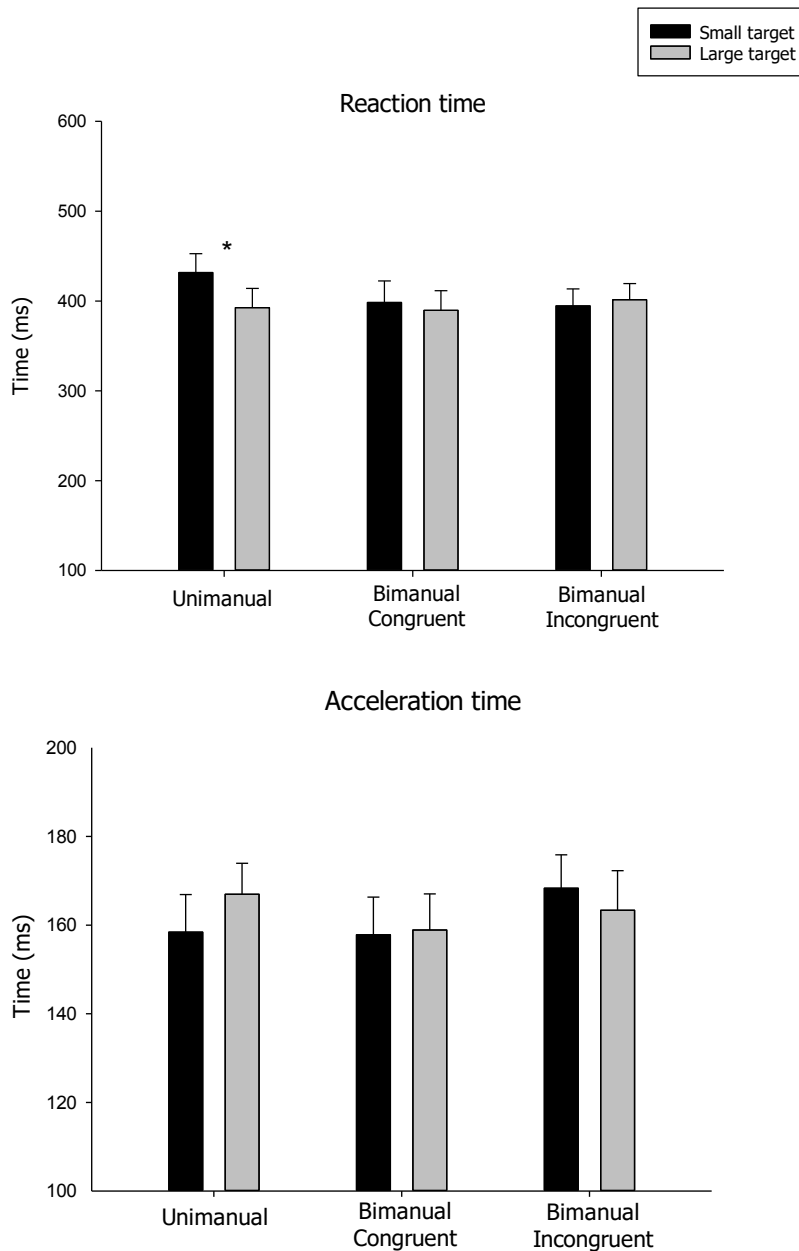 Small target
Large target
Reaction time
600
500
400
300
200
100
Time (ms)
*
Unimanual
Bimanual
Congruent
Bimanual
Incongruent
Acceleration time
200
180
160
140
120
100
Time (ms)
Unimanual
Bimanual
Congruent
Bimanual
Incongruent